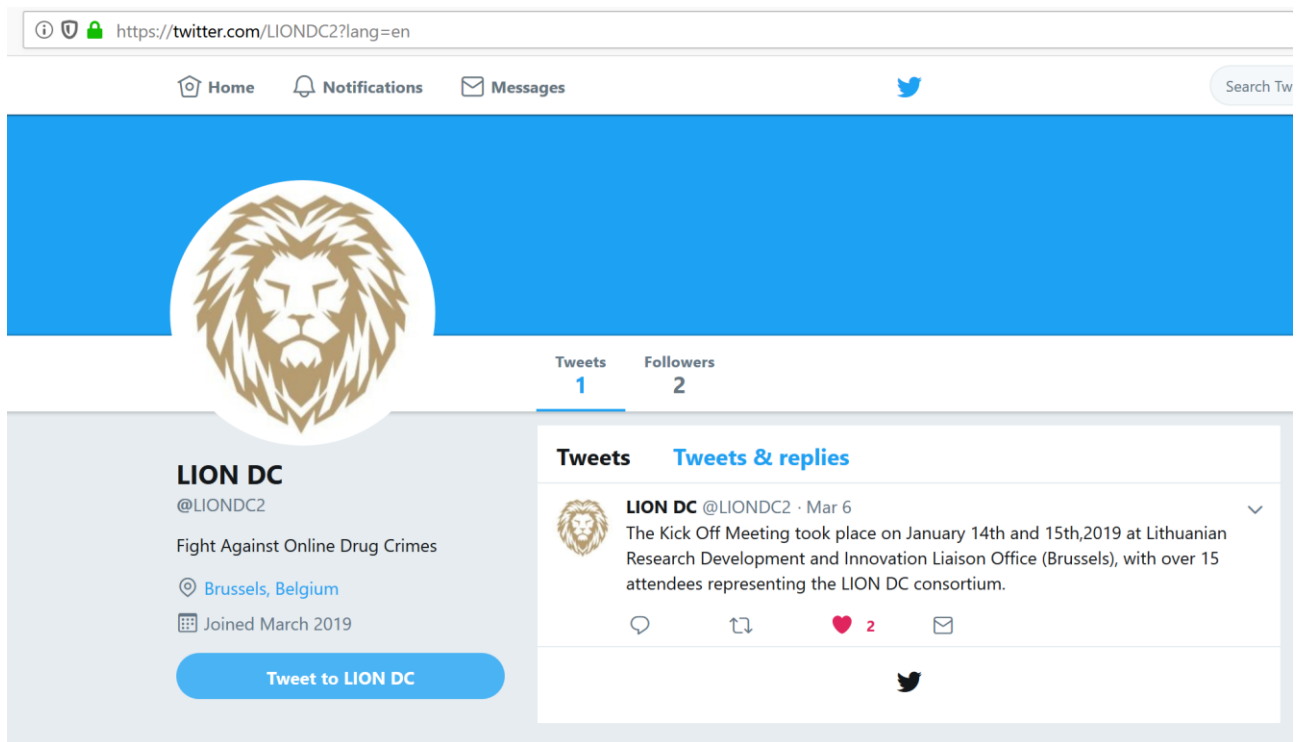 https://twitter.com/LIONDC2?lang=en
Home Notifications Messages
Search Tw
Tweets Followers
1 2
LION DC
@LIONDC2
Fight Against Online Drug Crimes
Brussels, Belgium
Joined March 2019
Tweet to LION DC
Tweets Tweets & replies
LION DC @LIONDC2 · Mar 6
The Kick Off Meeting took place on January 14th and 15th,2019 at Lithuanian
Research Development and Innovation Liaison Office (Brussels), with over 15
attendees representing the LION DC consortium.
2